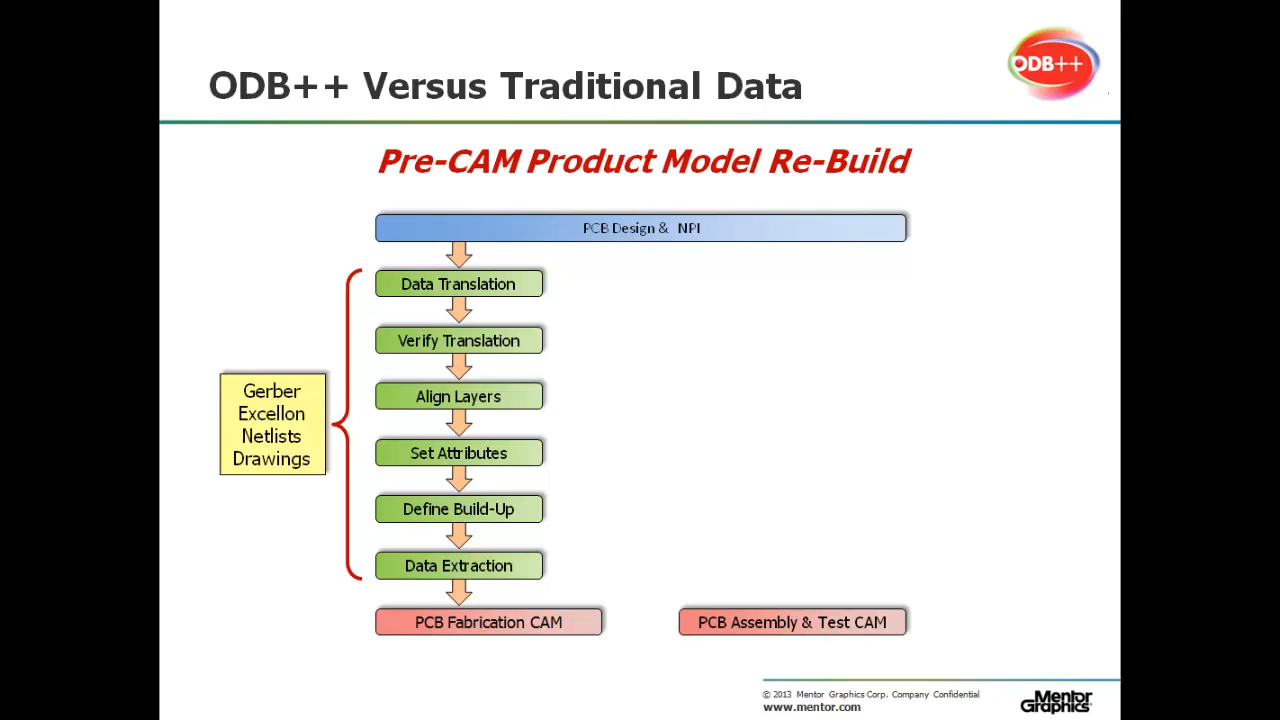 ODB++ Versus Traditional Data
ODB++
Pre-CAM Product Model Re-Build
PCB Design & NPI
Data Translation
Verify Translation
Align Layers
Set Attributes
Define Build-Up
Data Extraction
Gerber
Excellon
Netlists
Drawings
PCB Fabrication CAM
PCB Assembly & Test CAM
© 2013 Mentor Graphics Corp. Company Confidential
www.mentor.com
Mentor
Graphics